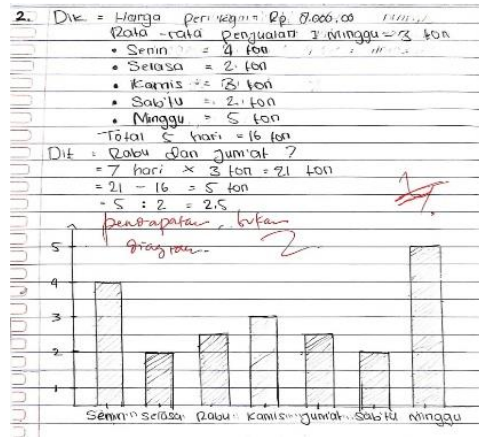 2. Dik = Harga per kg = Rp. 8.000,00
Rata-rata penjualan 1 minggu = 3 ton
• Senin = 4 ton
• Selasa = 2 ton
• Kamis = 3 ton
• Sabtu = 2 ton
• Minggu = 5 ton
Total 5 hari = 16 ton
Dit = Rabu dan Jum'at ?
= 7 hari × 3 ton = 21 ton
= 21 - 16 = 5 ton
= 5 : 2 = 2,5
pendapatan, bukan
diagram.
2
5
4
3
2
1
Senin Selasa Rabu Kamis Jum'at Sabtu Minggu